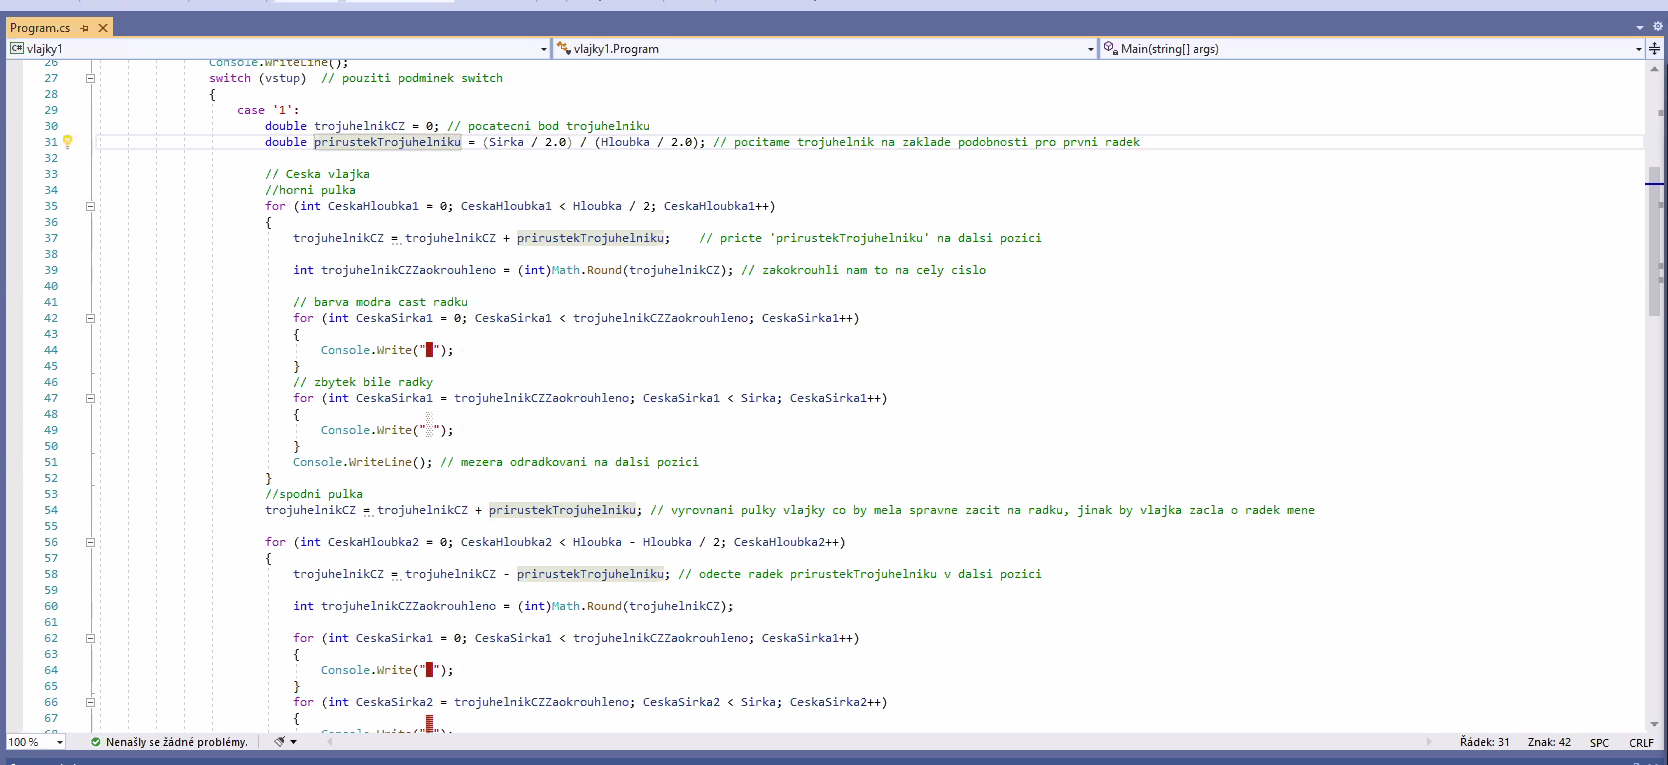 Program.cs
vlajky1
vlajky1.Program
Main(string[] args)
26 Console.WriteLine();
27 switch (vstup)  // pouziti podminek switch
28 {
29 case '1':
30 double trojuhelnikCZ = 0; // pocatecni bod trojuhelniku
31 double prirustekTrojuhelniku = (Sirka / 2.0) / (Hloubka / 2.0); // pocitame trojuhelnik na zaklade podobnosti pro prvni radek
32
33 // Ceska vlajka
34 //horni pulka
35 for (int CeskaHloubka1 = 0; CeskaHloubka1 < Hloubka / 2; CeskaHloubka1++)
36 {
37 trojuhelnikCZ = trojuhelnikCZ + prirustekTrojuhelniku;    // pricte 'prirustekTrojuhelniku' na dalsi pozici
38
39 int trojuhelnikCZZaokrouhleno = (int)Math.Round(trojuhelnikCZ); // zakokrouhli nam to na cely cislo
40
41 // barva modra cast radku
42 for (int CeskaSirka1 = 0; CeskaSirka1 < trojuhelnikCZZaokrouhleno; CeskaSirka1++)
43 {
44 Console.Write("█");
45 }
46 // zbytek bile radky
47 for (int CeskaSirka1 = trojuhelnikCZZaokrouhleno; CeskaSirka1 < Sirka; CeskaSirka1++)
48 {
49 Console.Write("░");
50 }
51 Console.WriteLine(); // mezera odradkovani na dalsi pozici
52 }
53 //spodni pulka
54 trojuhelnikCZ = trojuhelnikCZ + prirustekTrojuhelniku; // vyrovnani pulky vlajky co by mela spravne zacit na radku, jinak by vlajka zacla o radek mene
55
56 for (int CeskaHloubka2 = 0; CeskaHloubka2 < Hloubka - Hloubka / 2; CeskaHloubka2++)
57 {
58 trojuhelnikCZ = trojuhelnikCZ - prirustekTrojuhelniku; // odecte radek prirustekTrojuhelniku v dalsi pozici
59
60 int trojuhelnikCZZaokrouhleno = (int)Math.Round(trojuhelnikCZ);
61
62 for (int CeskaSirka1 = 0; CeskaSirka1 < trojuhelnikCZZaokrouhleno; CeskaSirka1++)
63 {
64 Console.Write("█");
65 }
66 for (int CeskaSirka2 = trojuhelnikCZZaokrouhleno; CeskaSirka2 < Sirka; CeskaSirka2++)
67 {
100 % Nenašly se žádné problémy. Řádek: 31 Znak: 42 SPC CRLF